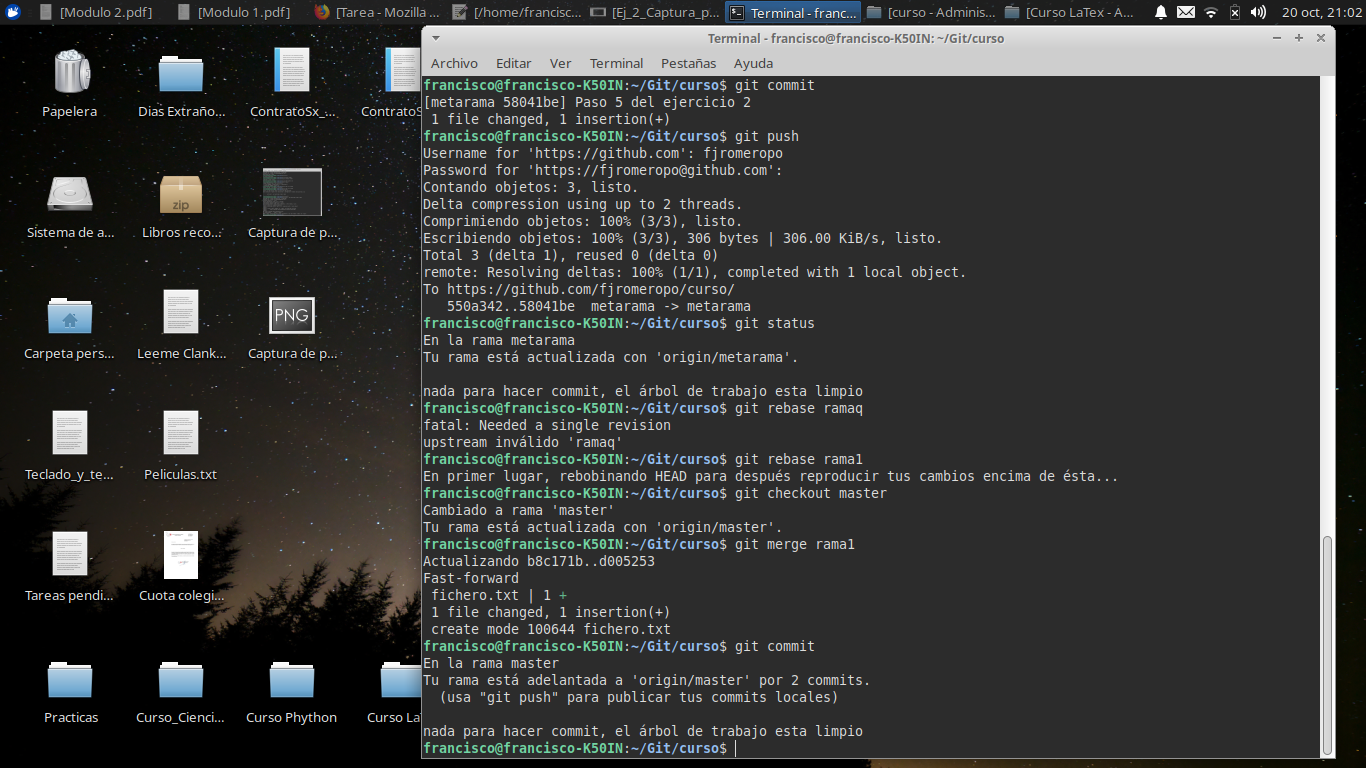 [Modulo 2.pdf]
[Modulo 1.pdf]
[Tarea - Mozilla ...
[/home/francisc...
[Ej_2_Captura_p...
Terminal - franc...
[curso - Adminis...
[Curso LaTex - A...
20 oct, 21:02
Papelera
Dias Extraño...
ContratoSx_...
ContratoS
Sistema de a...
zip
Libros reco...
Captura de p...
Carpeta pers...
Leeme Clank...
PNG
Captura de p...
Teclado_y_te...
Peliculas.txt
Tareas pendi...
Cuota colegi...
Practicas
Curso_Cienci...
Curso Phython
Curso La
Terminal - francisco@francisco-K50IN: ~/Git/curso
Archivo Editar Ver Terminal Pestañas Ayuda
francisco@francisco-K50IN:~/Git/curso$ git commit
[metarama 58041be] Paso 5 del ejercicio 2
1 file changed, 1 insertion(+)
francisco@francisco-K50IN:~/Git/curso$ git push
Username for 'https://github.com': fjromeropo
Password for 'https://fjromeropo@github.com':
Contando objetos: 3, listo.
Delta compression using up to 2 threads.
Comprimiendo objetos: 100% (3/3), listo.
Escribiendo objetos: 100% (3/3), 306 bytes | 306.00 KiB/s, listo.
Total 3 (delta 1), reused 0 (delta 0)
remote: Resolving deltas: 100% (1/1), completed with 1 local object.
To https://github.com/fjromeropo/curso/
550a342..58041be metarama -> metarama
francisco@francisco-K50IN:~/Git/curso$ git status
En la rama metarama
Tu rama está actualizada con 'origin/metarama'.
nada para hacer commit, el árbol de trabajo esta limpio
francisco@francisco-K50IN:~/Git/curso$ git rebase ramaq
fatal: Needed a single revision
upstream inválido 'ramaq'
francisco@francisco-K50IN:~/Git/curso$ git rebase rama1
En primer lugar, rebobinando HEAD para después reproducir tus cambios encima de ésta...
francisco@francisco-K50IN:~/Git/curso$ git checkout master
Cambiado a rama 'master'
Tu rama está actualizada con 'origin/master'.
francisco@francisco-K50IN:~/Git/curso$ git merge rama1
Actualizando b8c171b..d005253
Fast-forward
fichero.txt | 1 +
1 file changed, 1 insertion(+)
create mode 100644 fichero.txt
francisco@francisco-K50IN:~/Git/curso$ git commit
En la rama master
Tu rama está adelantada a 'origin/master' por 2 commits.
(usa "git push" para publicar tus commits locales)
nada para hacer commit, el árbol de trabajo esta limpio
francisco@francisco-K50IN:~/Git/curso$